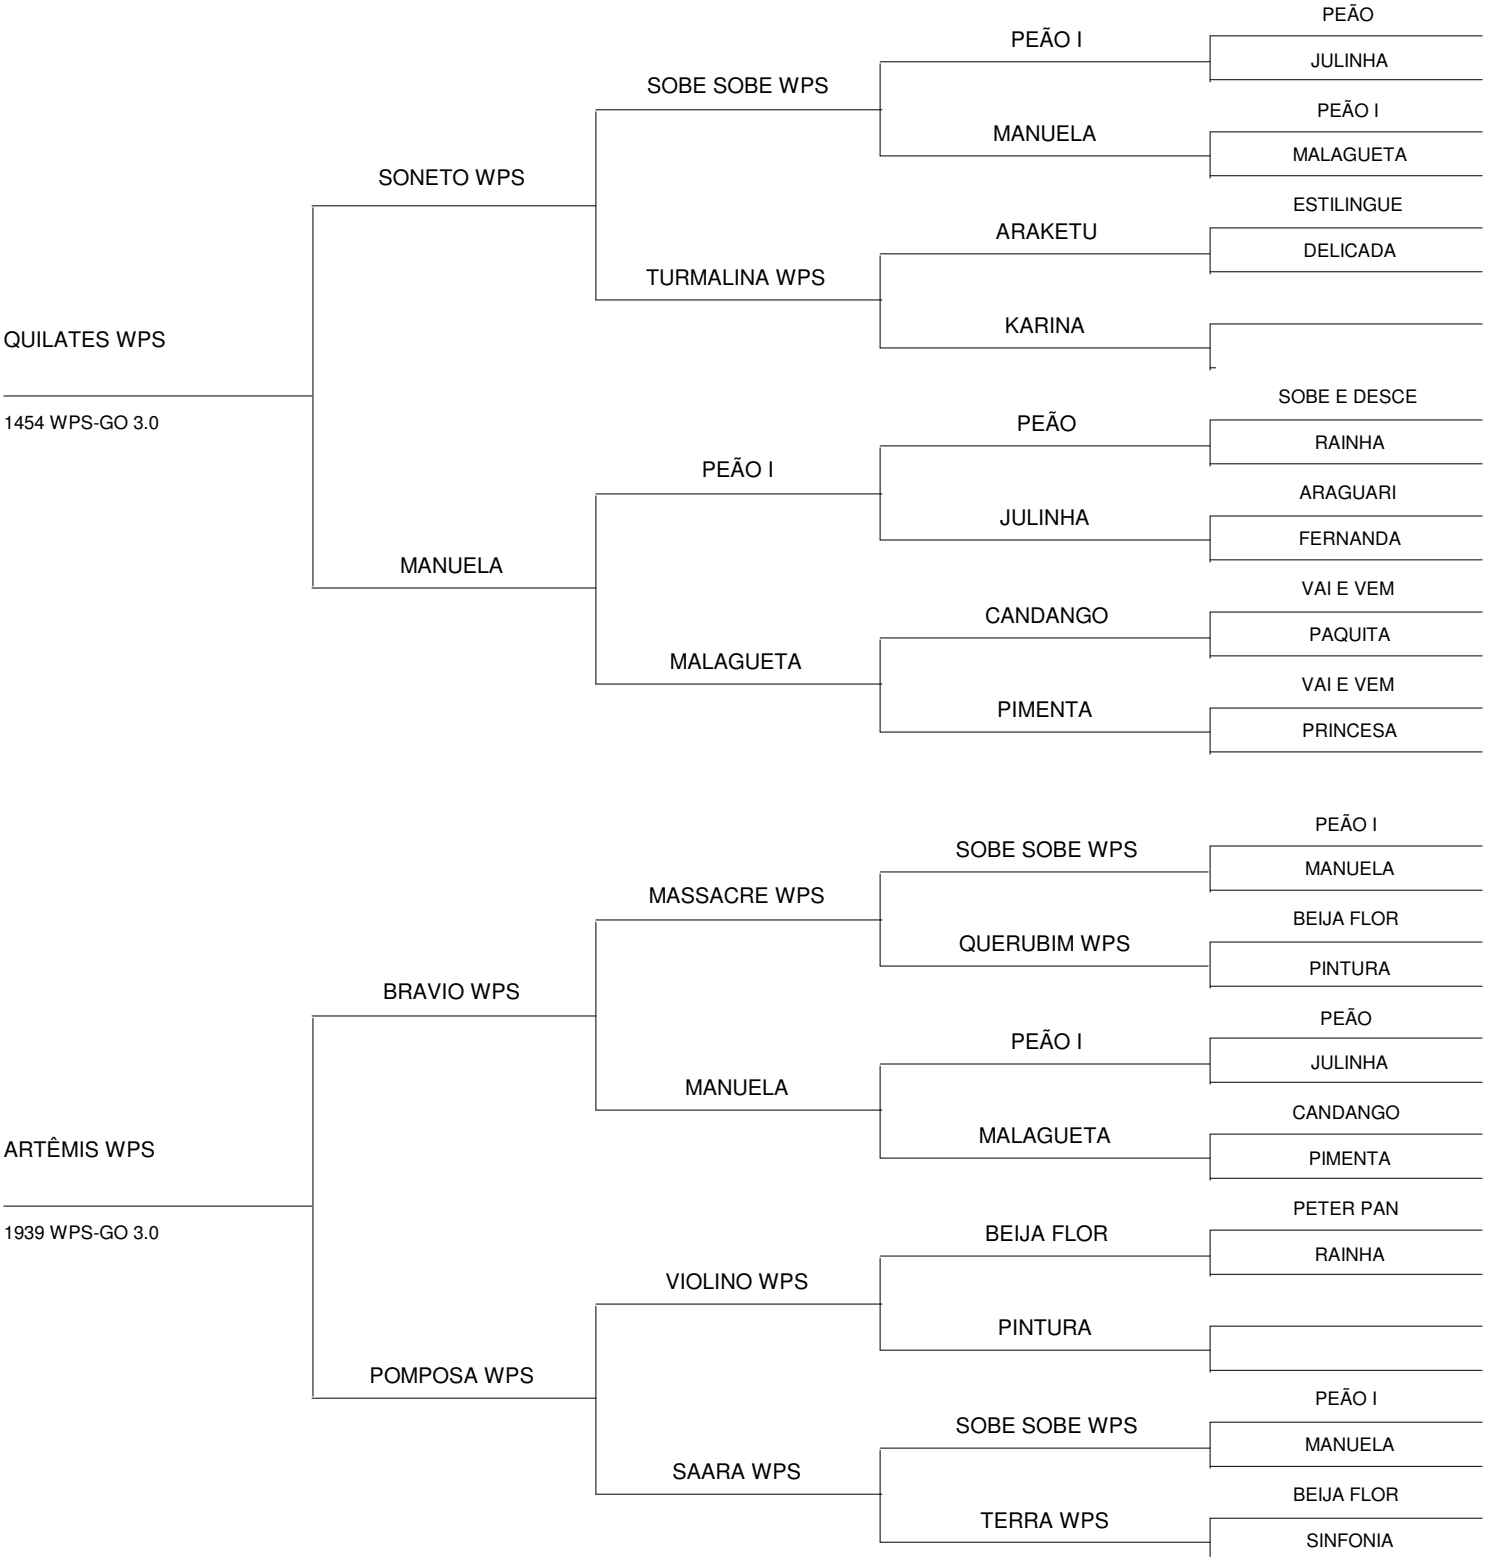 PEÃO
PEÃO I
JULINHA
SOBE SOBE WPS
PEÃO I
MANUELA
MALAGUETA
SONETO WPS
ESTILINGUE
ARAKETU
DELICADA
TURMALINA WPS
KARINA
QUILATES WPS
SOBE E DESCE
1454 WPS-GO 3.0
PEÃO
RAINHA
PEÃO I
ARAGUARI
JULINHA
FERNANDA
MANUELA
VAI E VEM
CANDANGO
PAQUITA
MALAGUETA
VAI E VEM
PIMENTA
PRINCESA
PEÃO I
SOBE SOBE WPS
MANUELA
MASSACRE WPS
BEIJA FLOR
QUERUBIM WPS
PINTURA
BRAVIO WPS
PEÃO
PEÃO I
JULINHA
MANUELA
CANDANGO
MALAGUETA
ARTÊMIS WPS
PIMENTA
PETER PAN
1939 WPS-GO 3.0
BEIJA FLOR
RAINHA
VIOLINO WPS
PINTURA
POMPOSA WPS
PEÃO I
SOBE SOBE WPS
MANUELA
SAARA WPS
BEIJA FLOR
TERRA WPS
SINFONIA